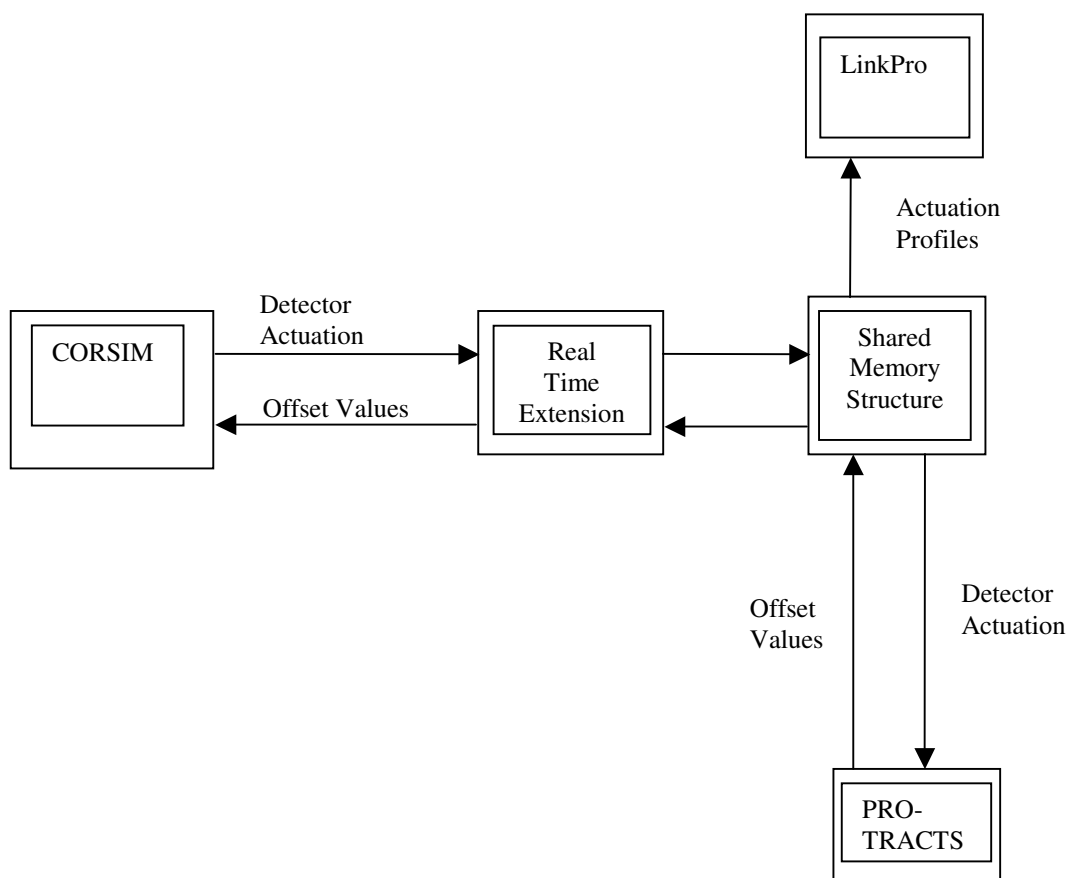 LinkPro
Actuation
Profiles
Detector
Actuation
CORSIM
Real
Time
Extension
Shared
Memory
Structure
Offset Values
Offset
Values
Detector
Actuation
PRO-
TRACTS